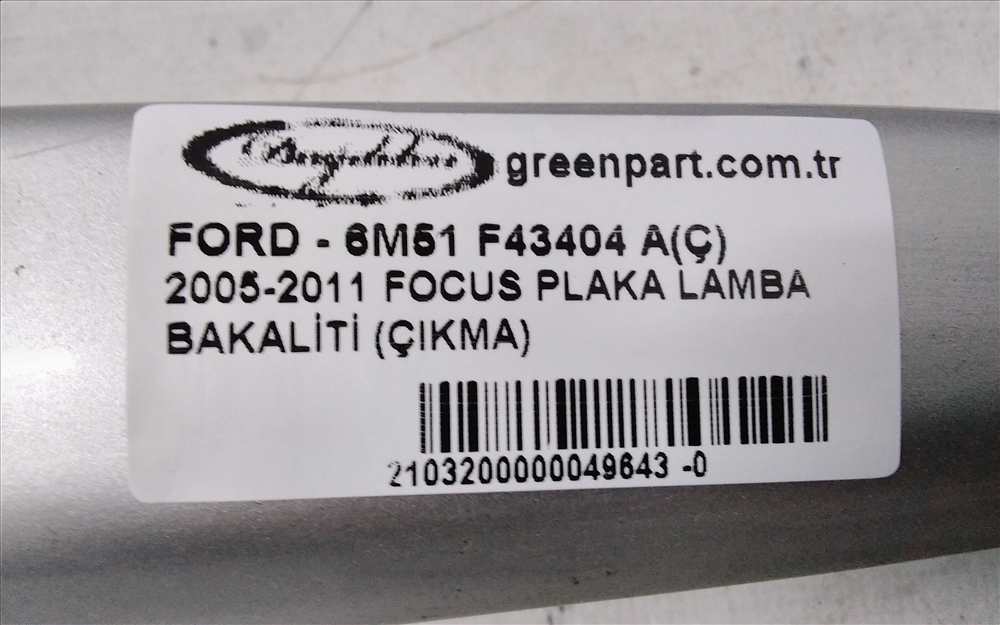 greenpart.com.tr
FORD - 6M51 F43404 A(Ç)
2005-2011 FOCUS PLAKA LAMBA
BAKALİTİ (ÇIKMA)
2103200000049643 -0